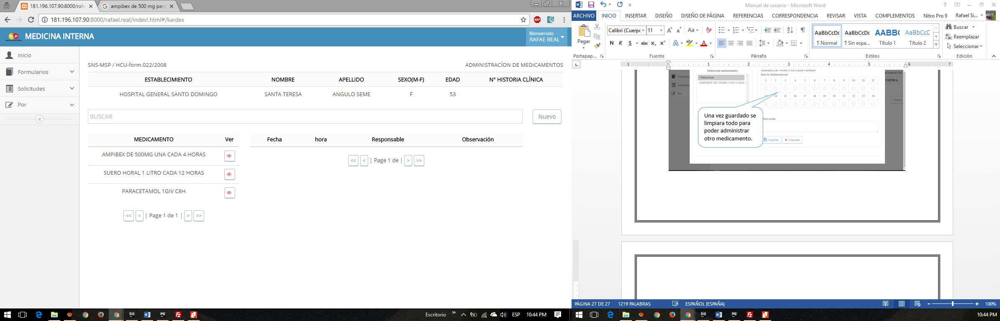 181.196.107.90:8000/rafa
ampibex de 500 mg para
181.196.107.90:8000/rafael.real/index!.html#/kardex
ABP
MEDICINA INTERNA
Bienvenido
RAFAE REAL
Inicio
Formularios
Solicitudes
Por
SNS-MSP / HCU-form.022/2008
ADMINISTRACÍON DE MEDICAMENTOS
ESTABLECIMIENTO NOMBRE APELLIDO SEXO(M-F) EDAD N° HISTORIA CLÍNICA
HOSPITAL GENERAL SANTO DOMINGO SANTA TERESA ANGULO SEME F 53
BUSCAR
Nuevo
MEDICAMENTO Ver
AMPIBEX DE 500MG UNA CADA 4 HORAS
SUERO HORAL 1 LITRO CADA 12 HORAS
PARACETAMOL 1GIV C8H
<< < | Page 1 de 1 | > >>
Fecha hora Responsable Observación
<< < | Page 1 de | > >>
Escritorio » ESP 10:44 PM
Manual de usuario - Microsoft Word
ARCHIVO INICIO INSERTAR DISEÑO DISEÑO DE PÁGINA REFERENCIAS CORRESPONDENCIA REVISAR VISTA COMPLEMENTOS Nitro Pro 9 Rafael Si...
Pegar
Portapap...
Calibri (Cuerpo 11
N K S abc x₂ x²
Fuente
Párrafo
AaBbCcDc AaBbCcDc AABBC AaBbCcD
¶ Normal ¶ Sin espa... Título 1 Título 2
Estilos
Buscar
Reemplazar
Seleccionar
Edición
1 1 2 3 4 5 6 7
Selecciona medicamento:
- Seleccione
AMPIBEX DE 500MG UNA CADA 4
AMPIBEX DE 500MG UNA CADA 4 HORAS
hora de Admanistración:
1 2 3 4 5 6 7 8 9 10 11 12
14 15 16 17 18 19 20 21 22 23 24
Por
CLÍNICA
Nuevo
Una vez guardado se
limpiara todo para
poder administrar
otro medicamento.
Guardar Cancelar
PÁGINA 27 DE 27 1219 PALABRAS ESPAÑOL (ESPAÑA) 100%
10:44 PM